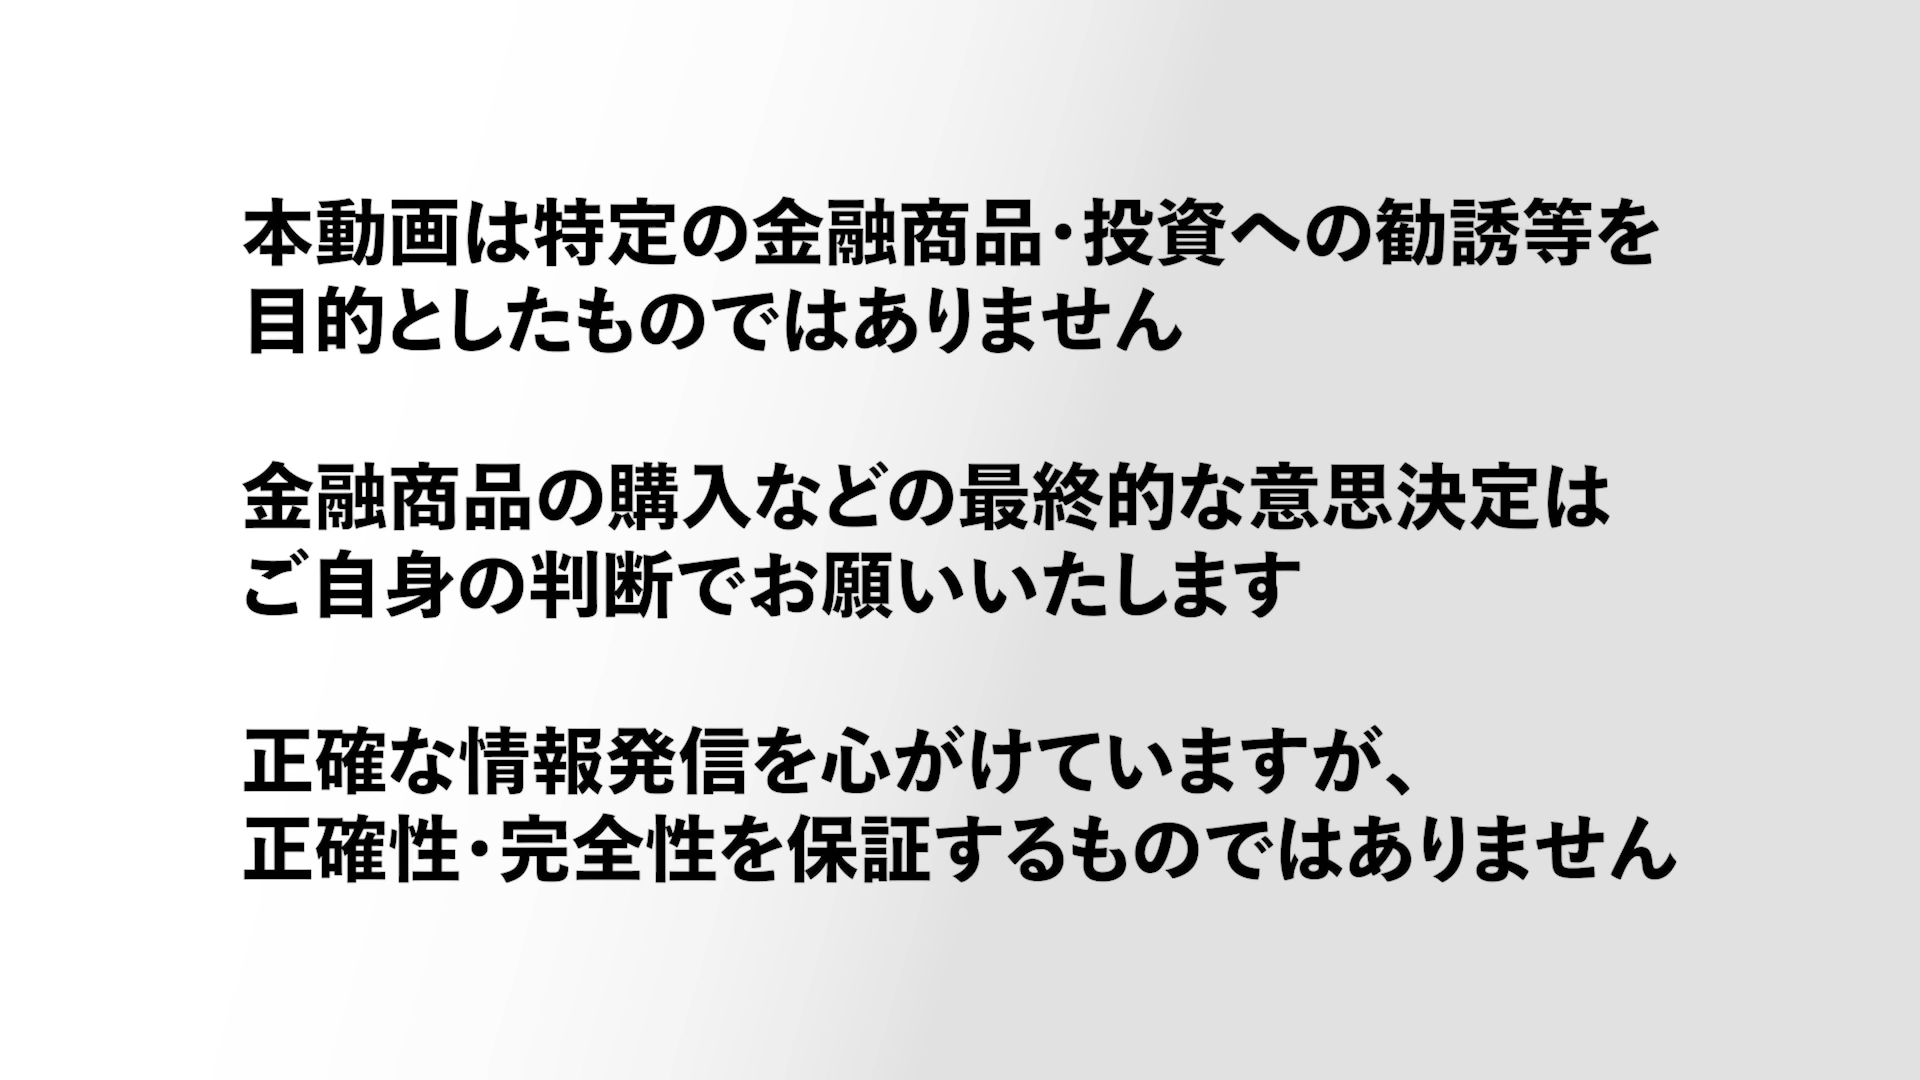 本動画は特定の金融商品・投資への勧誘等を
目的としたものではありません
金融商品の購入などの最終的な意思決定は
ご自身の判断でお願いいたします
正確な情報発信を心がけていますが、
正確性・完全性を保証するものではありません